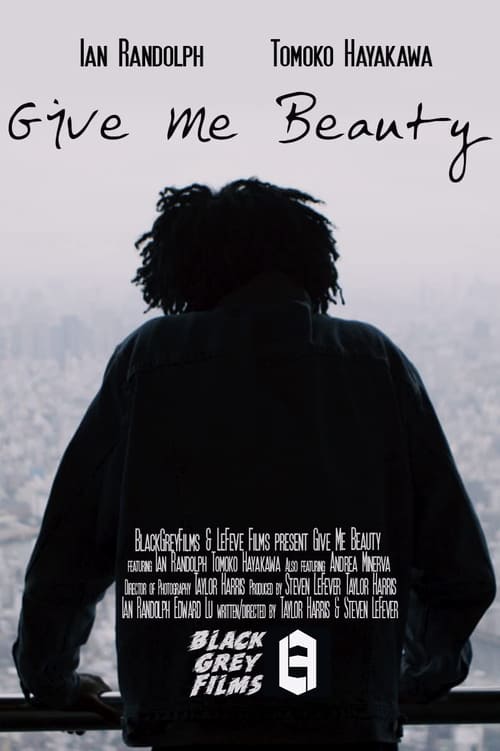 Ian Randolph Tomoko Hayakawa
Give Me Beauty
BlackGreyFilms & LeFeve Films present Give Me Beauty
featuring Ian Randolph Tomoko Hayakawa Also featuring Andrea Minerva
Director of Photography Taylor Harris Produced by Steven LeFever Taylor Harris
Ian Randolph Edward Lu written/directed by Taylor Harris & Steven LeFever
BLACK
GREY
FILMS